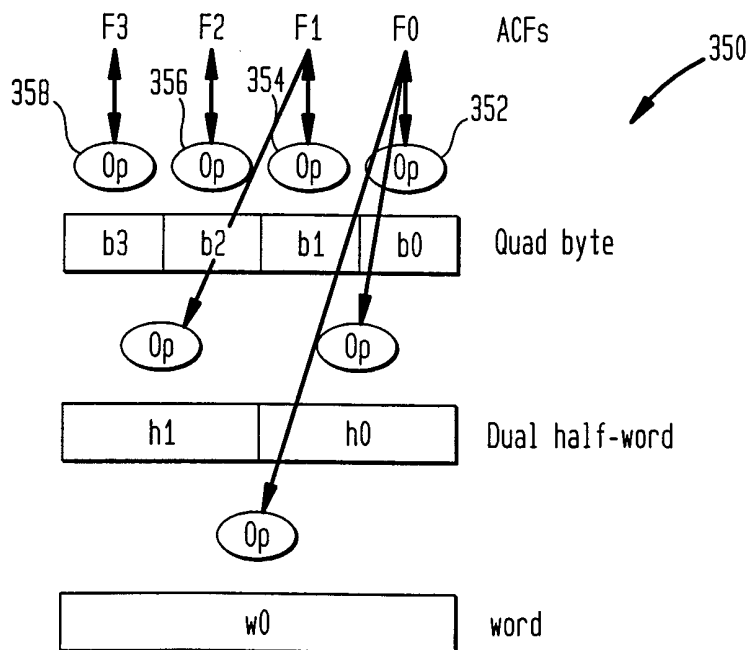 F3 F2 F1 F0 ACFs
350
358 356 354 352
Op Op Op Op
b3 b2 b1 b0 Quad byte
Op Op
h1 h0 Dual half-word
Op
w0 word